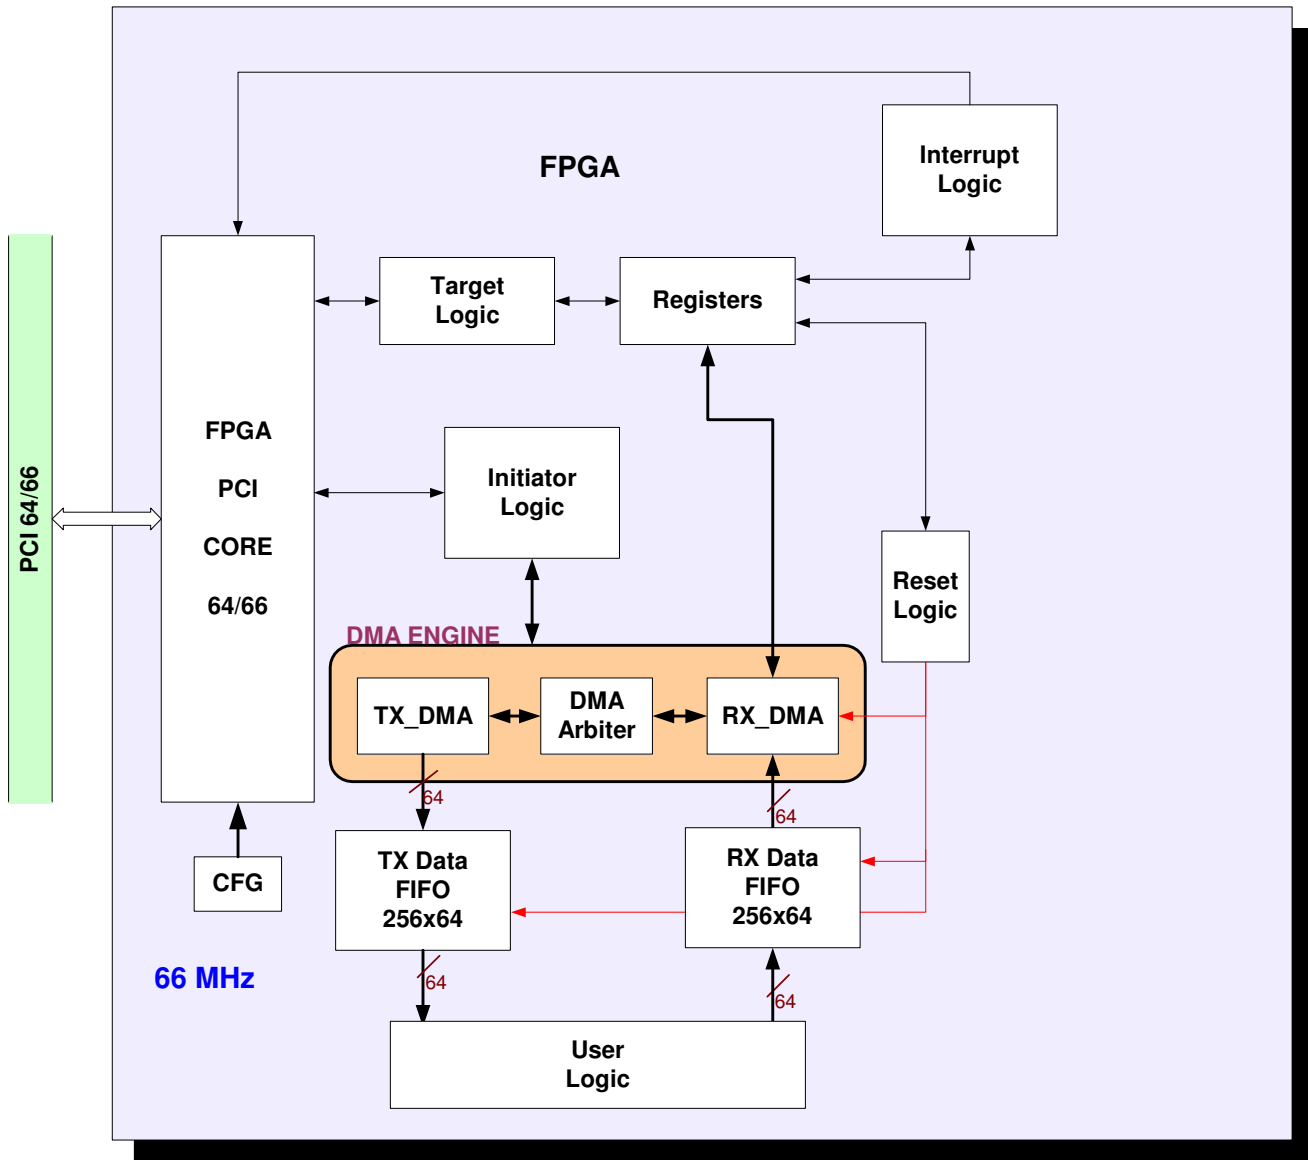 FPGA
Interrupt
Logic
Target
Logic
Registers
PCI 64/66
FPGA
PCI
CORE
64/66
Initiator
Logic
Reset
Logic
DMA ENGINE
TX_DMA
DMA
Arbiter
RX_DMA
64
64
TX Data
FIFO
256x64
RX Data
FIFO
256x64
CFG
66 MHz
64
64
User
Logic